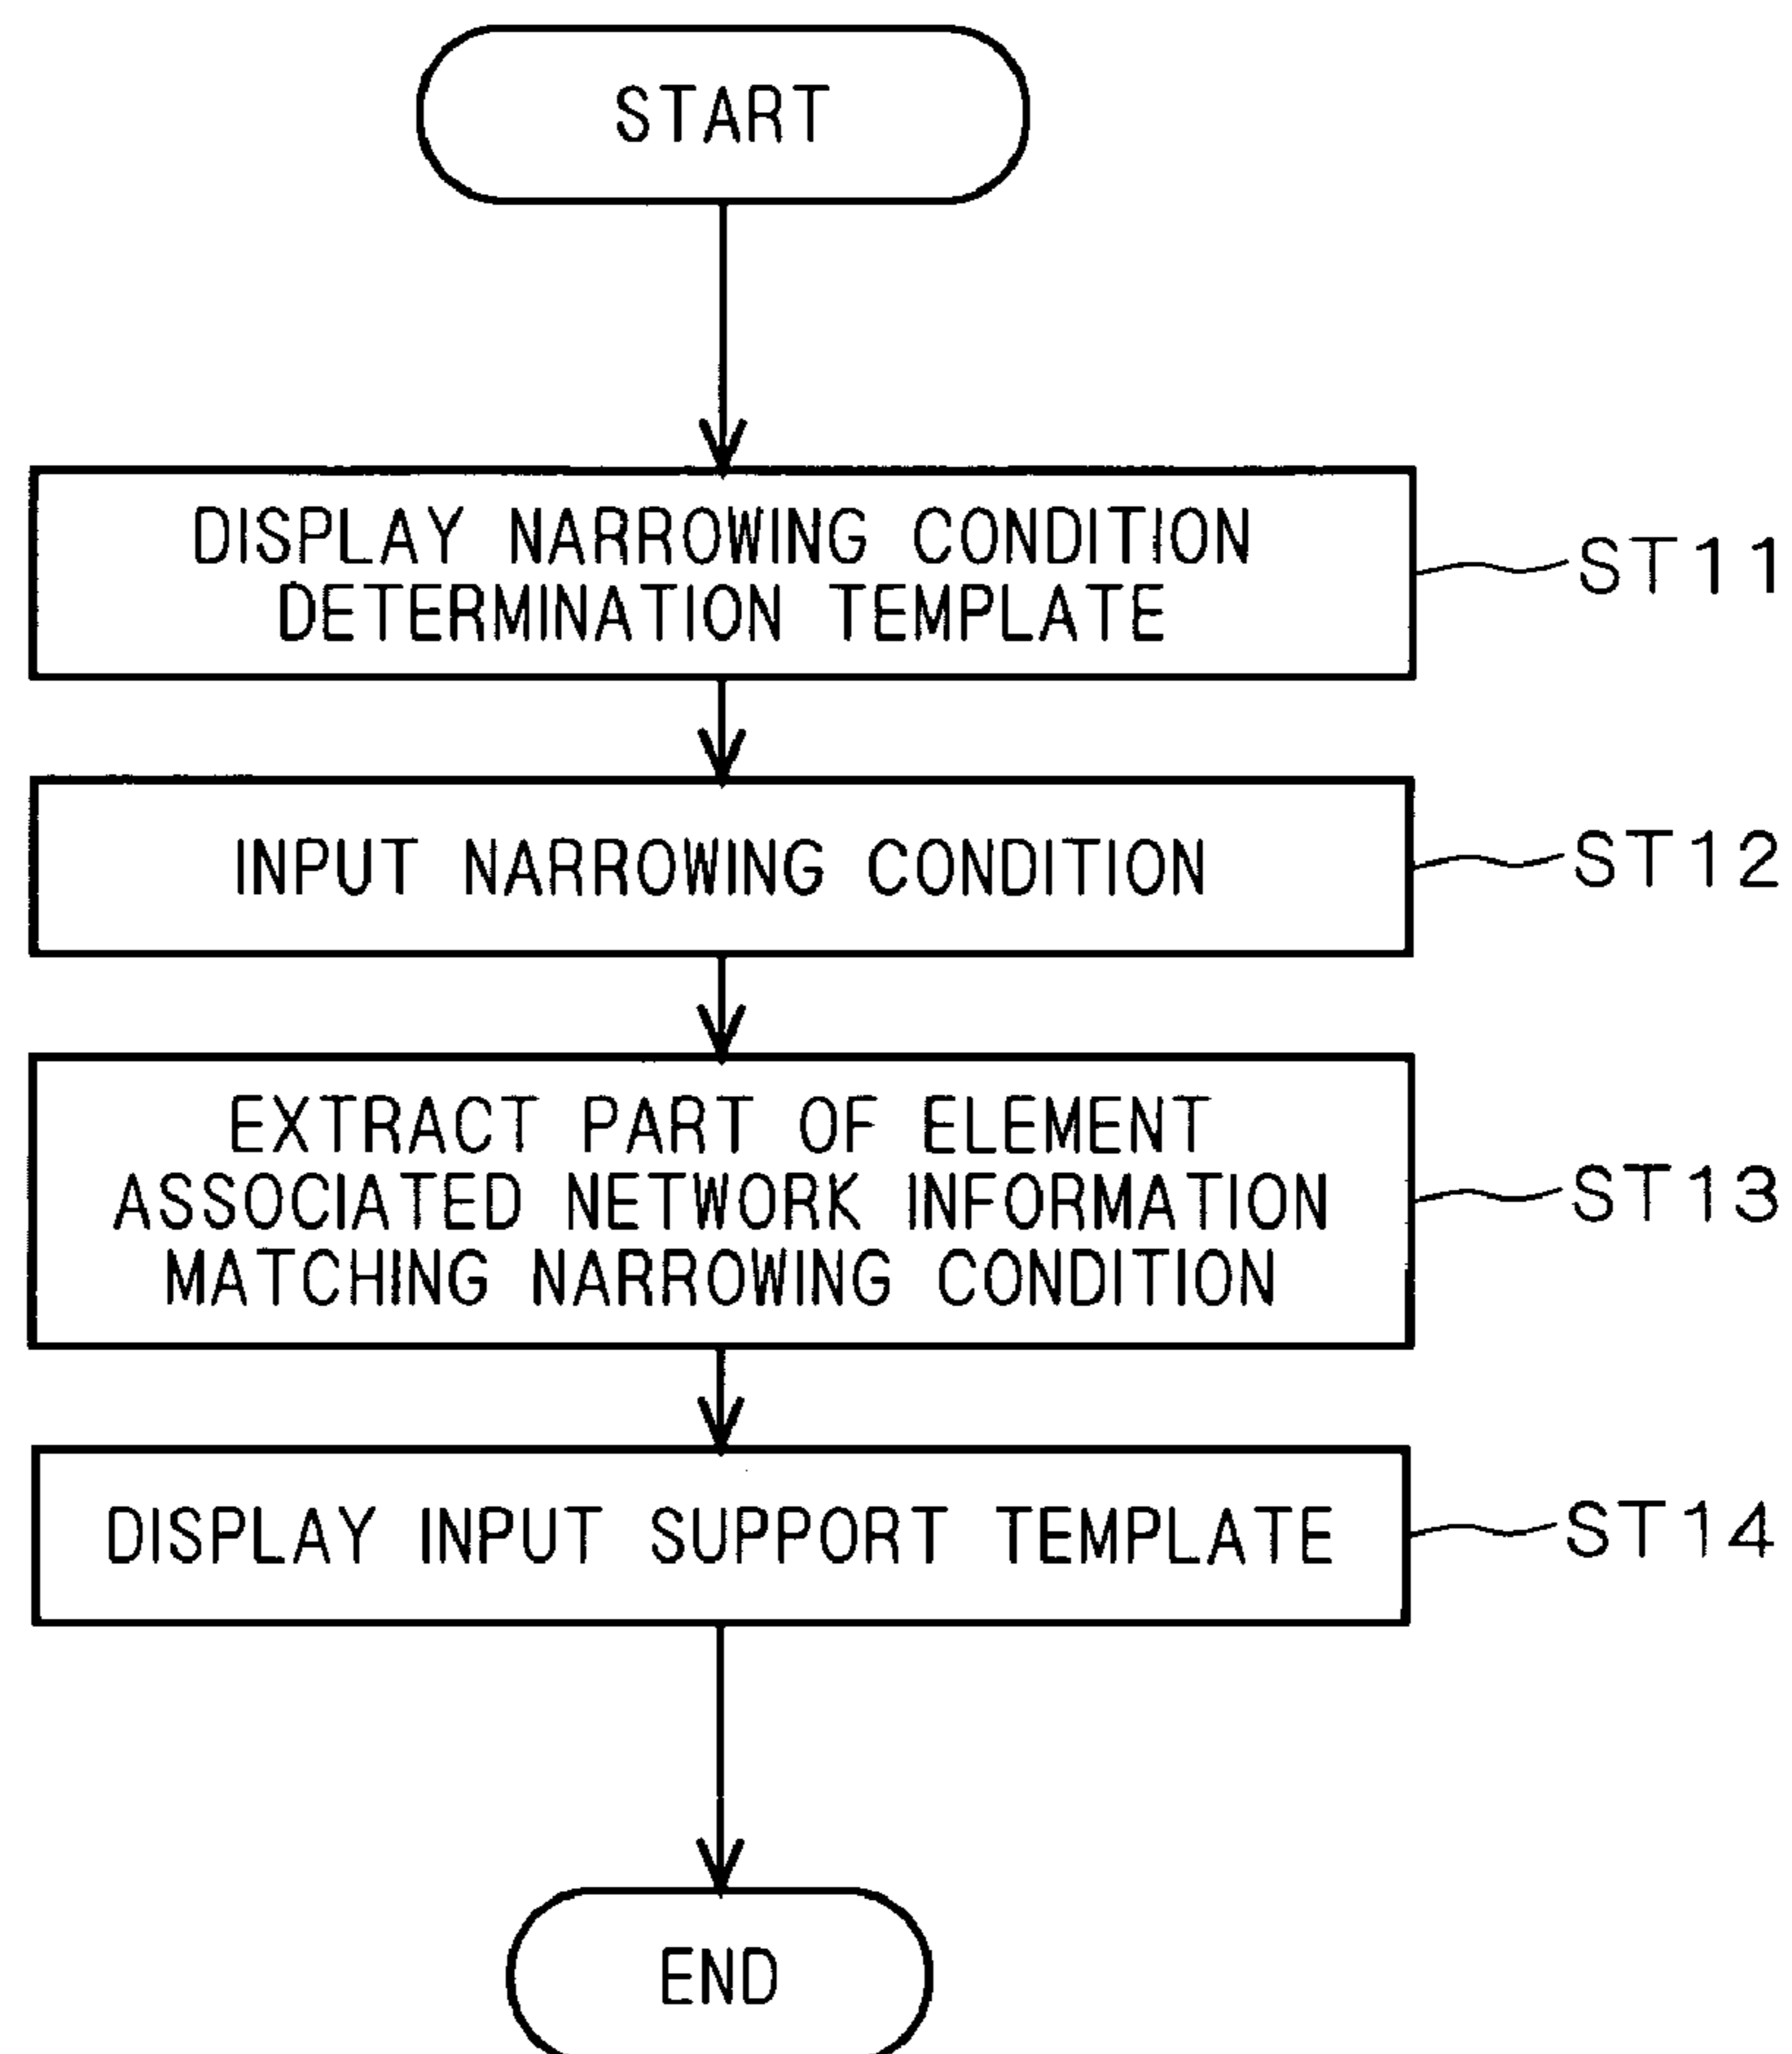 START
DISPLAY NARROWING CONDITION
DETERMINATION TEMPLATE
ST11
INPUT NARROWING CONDITION
ST12
EXTRACT PART OF ELEMENT
ASSOCIATED NETWORK INFORMATION
MATCHING NARROWING CONDITION
ST13
DISPLAY INPUT SUPPORT TEMPLATE
ST14
END